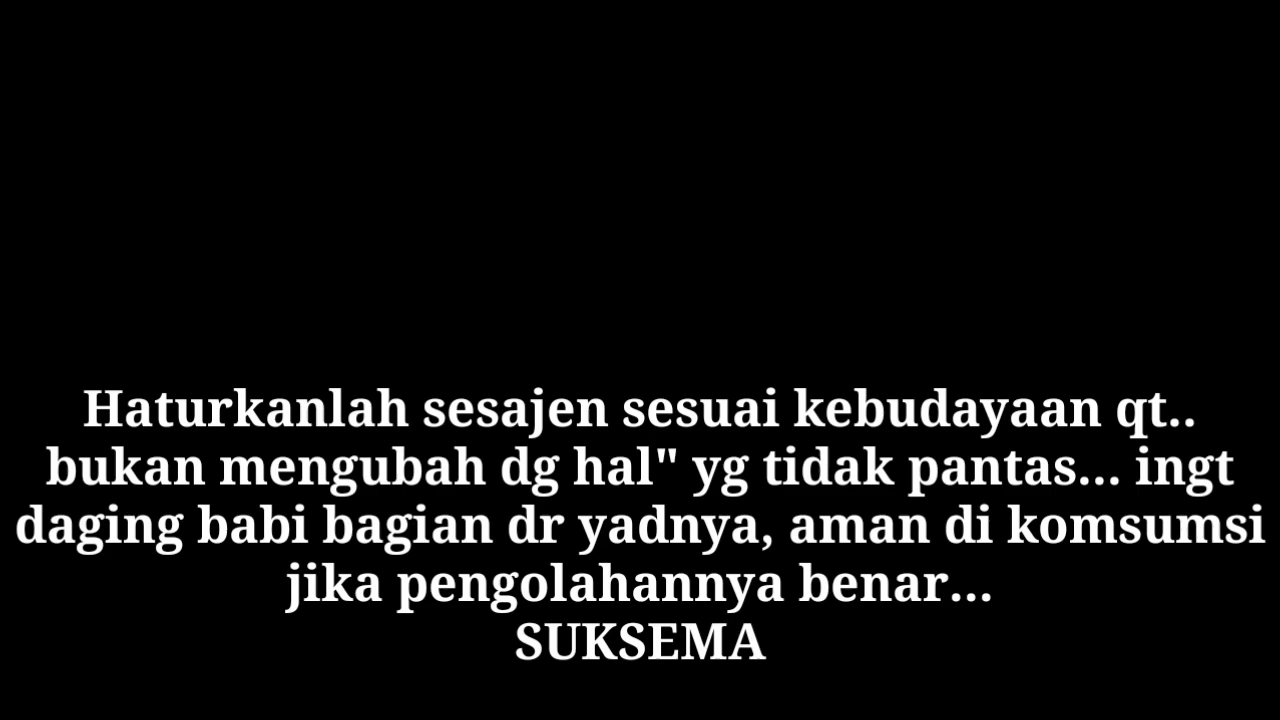 Haturkanlah sesajen sesuai kebudayaan qt..
bukan mengubah dg hal" yg tidak pantas... ingt
daging babi bagian dr yadnya, aman di komsumsi
jika pengolahannya benar...
SUKSEMA